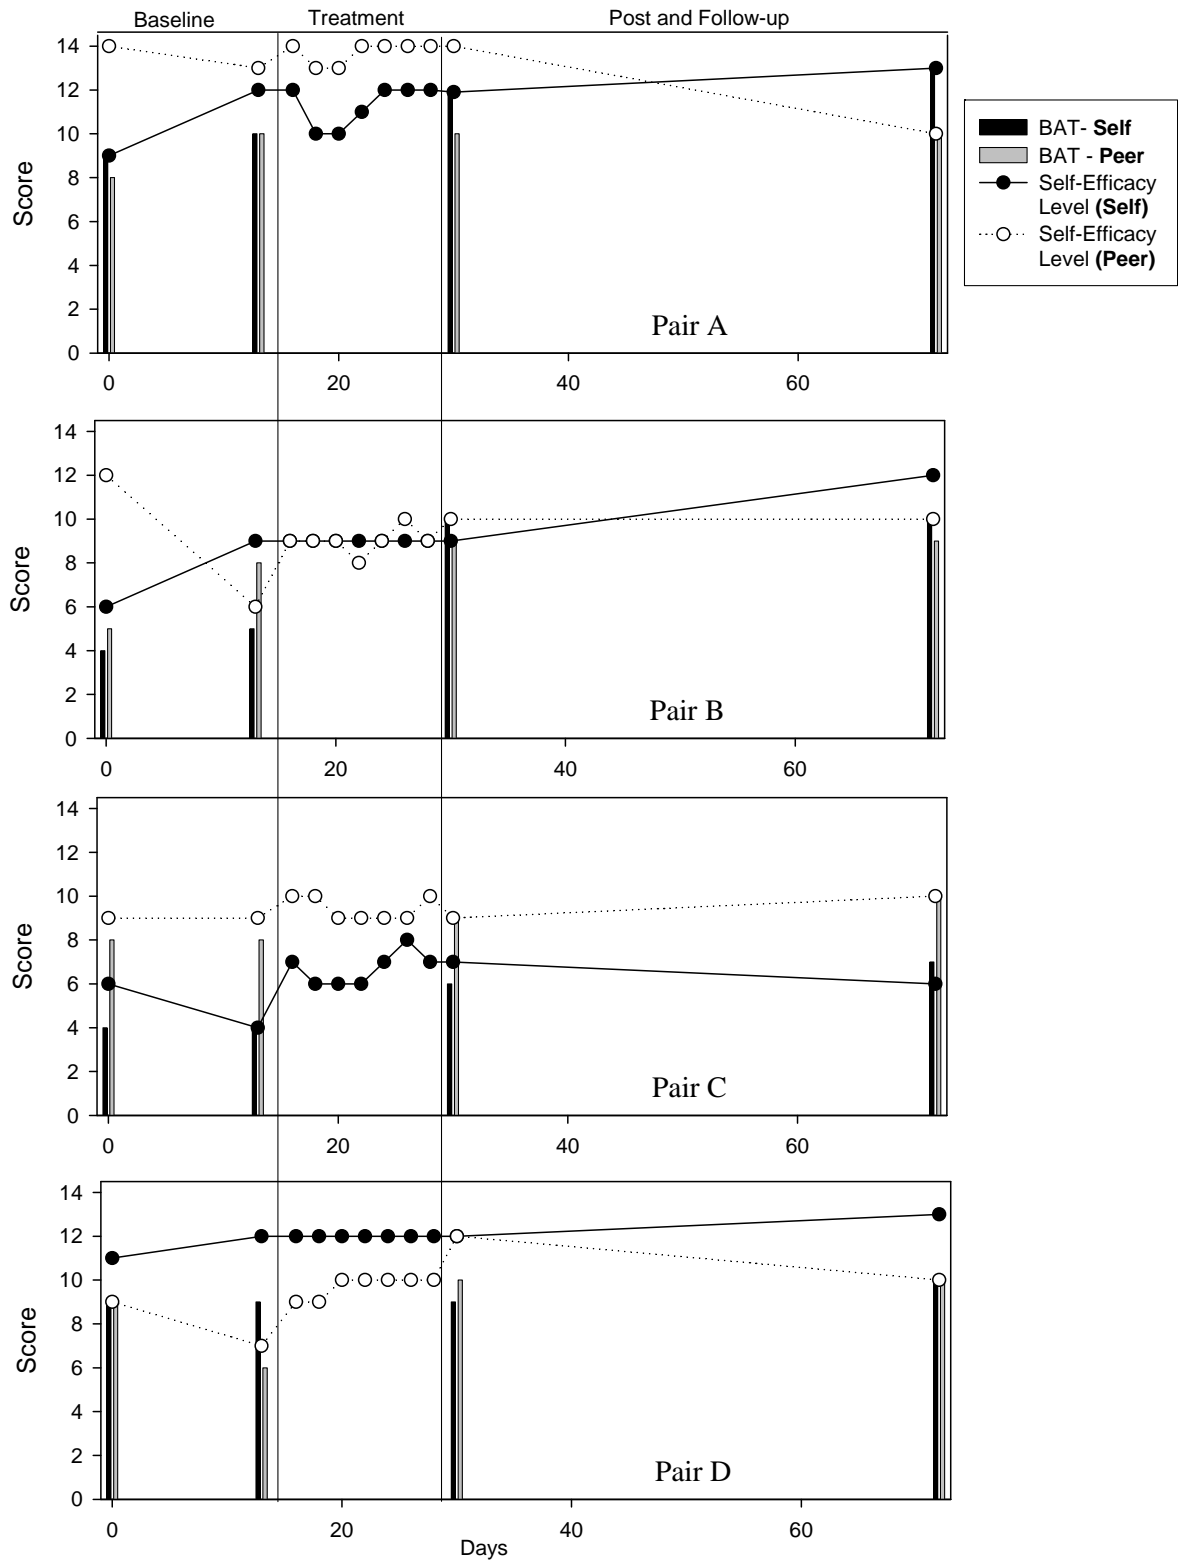 Baseline Treatment Post and Follow-up
14
12
10
8
6
4
2
0
Score
Pair A
0 20 40 60
BAT- Self
BAT - Peer
Self-Efficacy
Level (Self)
Self-Efficacy
Level (Peer)
14
12
10
8
6
4
2
0
Score
Pair B
0 20 40 60
14
12
10
8
6
4
2
0
Score
Pair C
0 20 40 60
14
12
10
8
6
4
2
0
Score
Pair D
0 20 40 60
Days